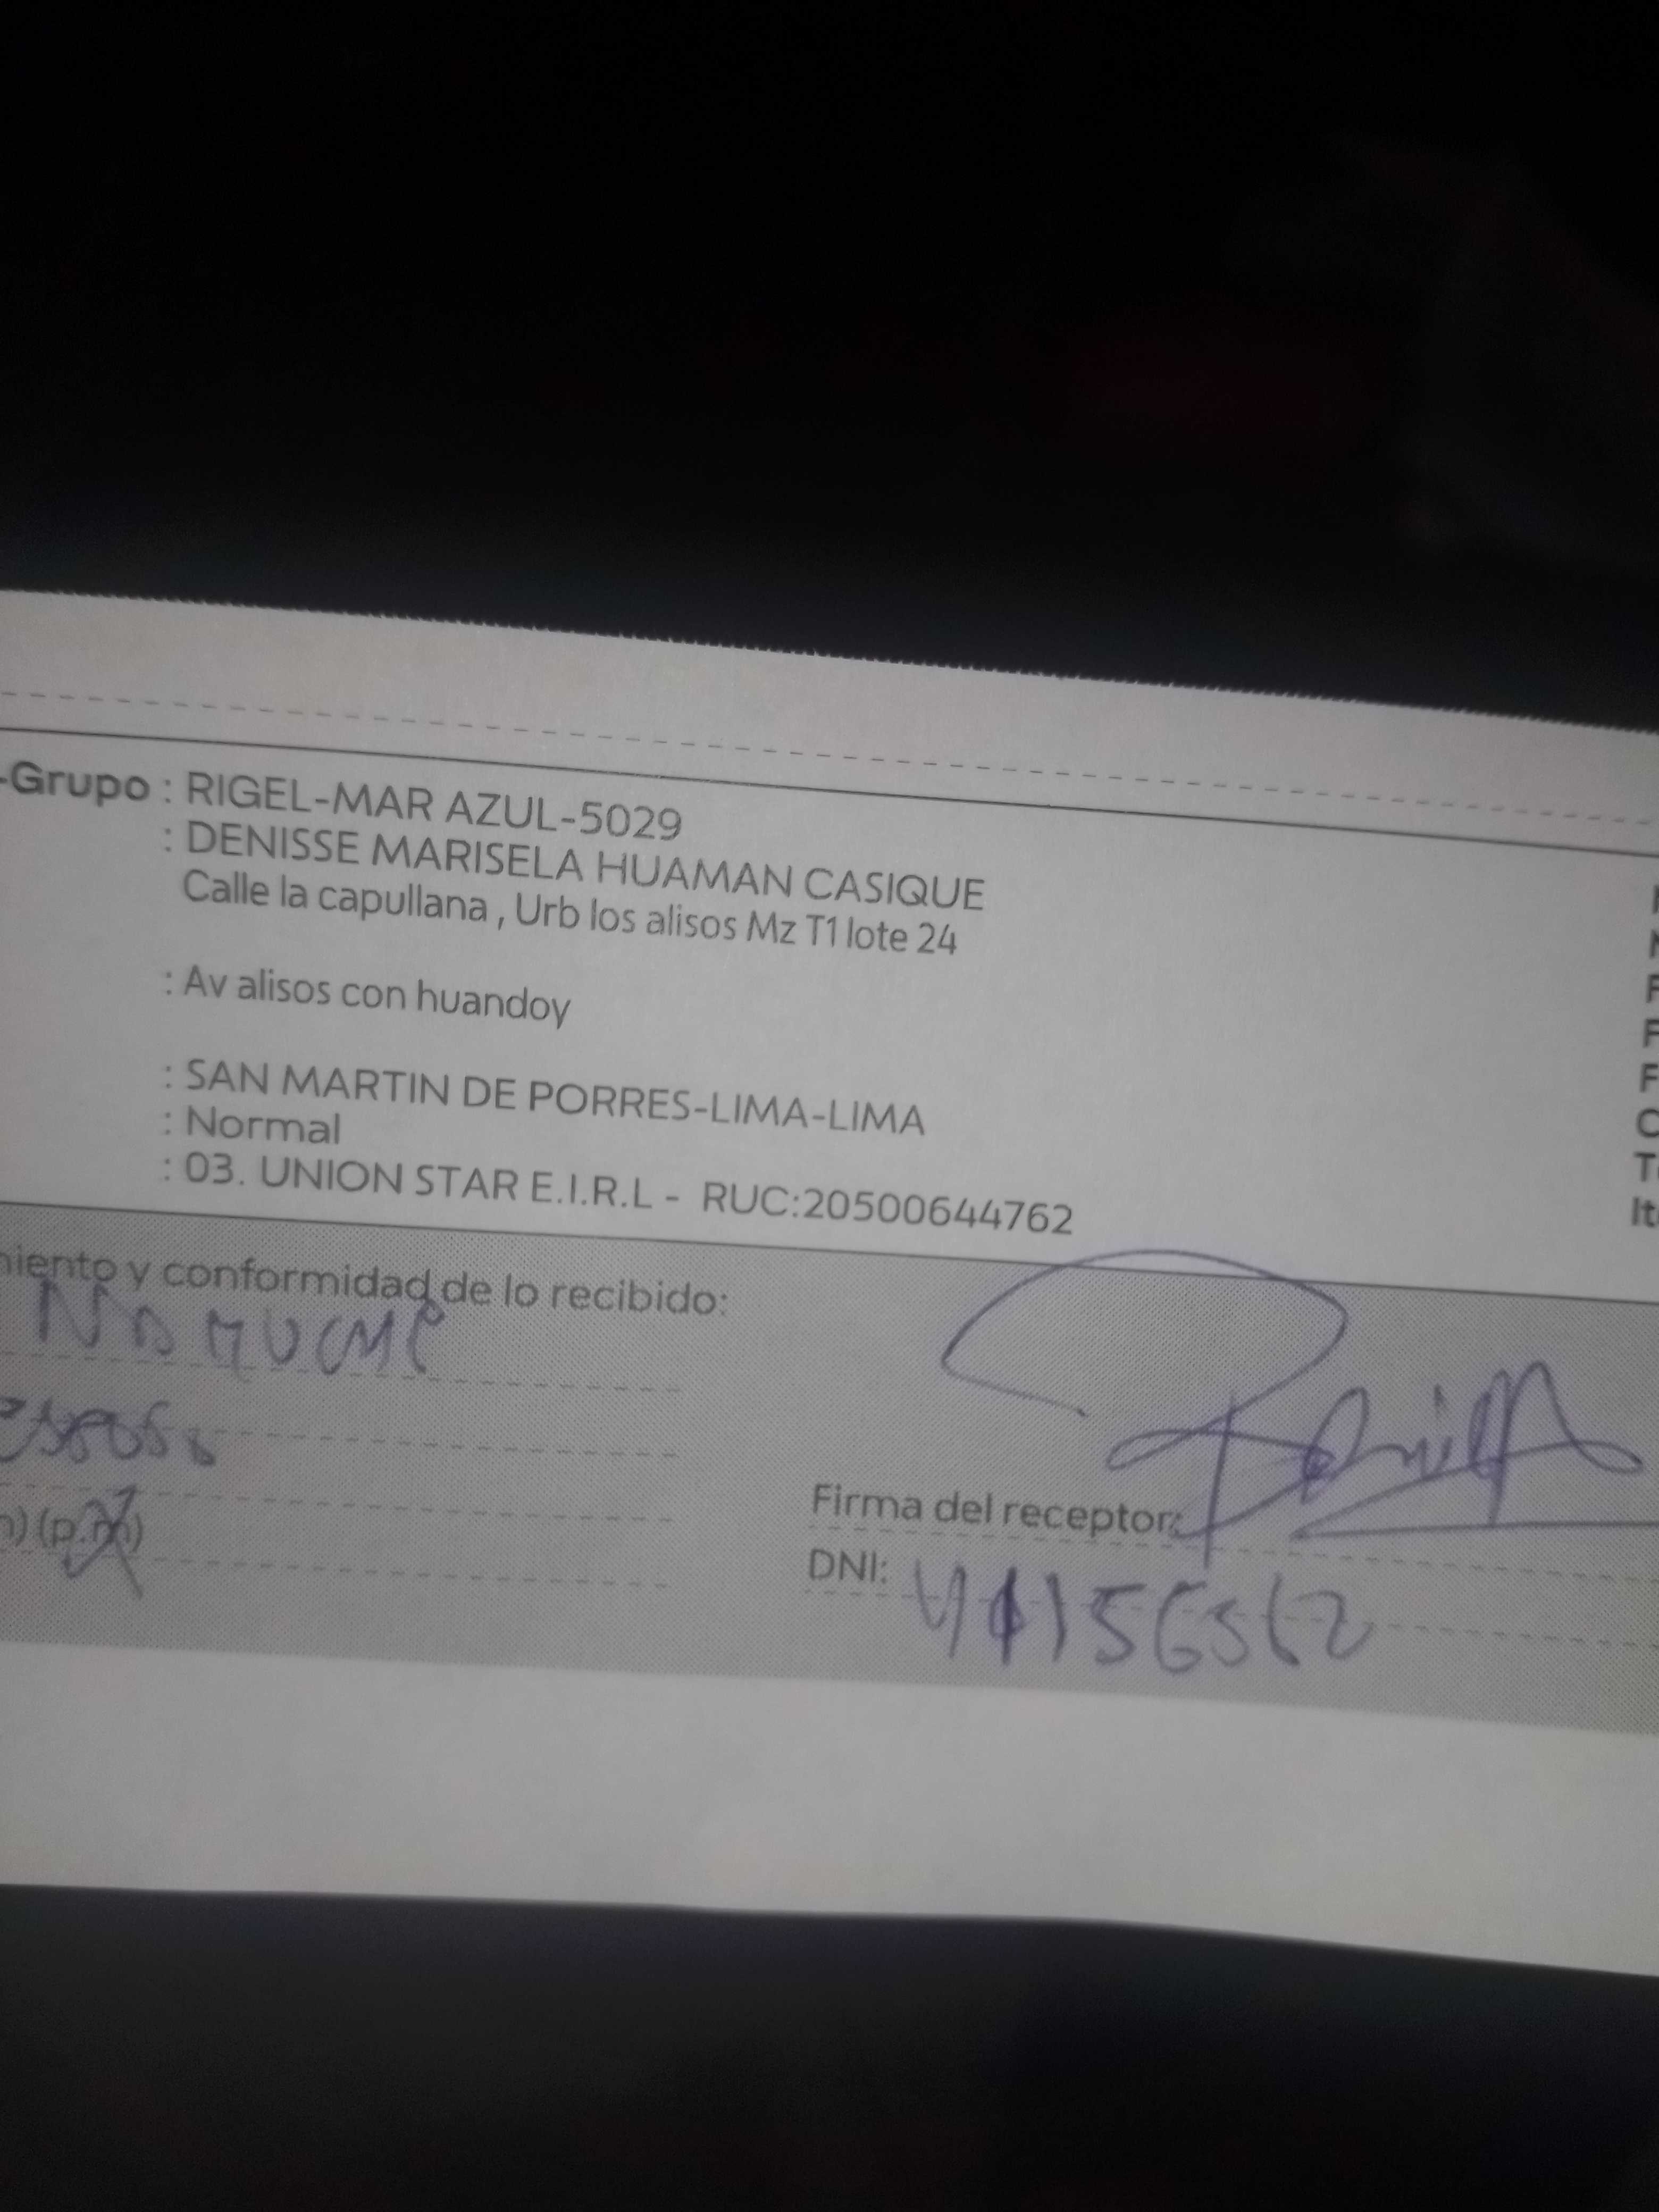 -Grupo : RIGEL-MAR AZUL-5029
: DENISSE MARISELA HUAMAN CASIQUE
Calle la capullana , Urb los alisos Mz T1 lote 24
: Av alisos con huandoy
: SAN MARTIN DE PORRES-LIMA-LIMA
: Normal
: 03. UNION STAR E.I.R.L - RUC:20500644762
miento y conformidad de lo recibido:
Firma del receptor:
(p.m)
DNI: